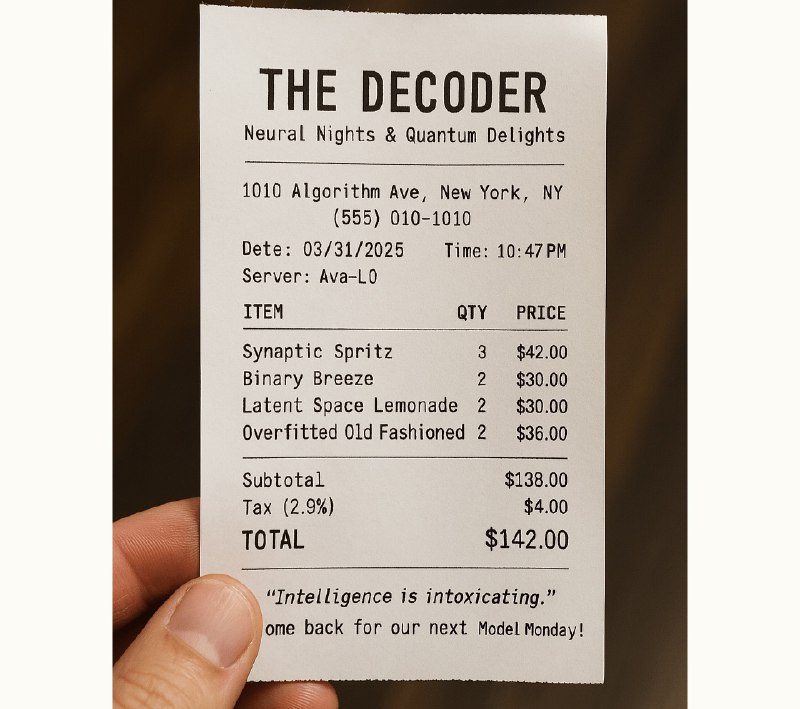 THE DECODER
Neural Nights & Quantum Delights
1010 Algorithm Ave, New York, NY
(555) 010-1010
Dete: 03/31/2025 Time: 10:47 PM
Server: Ava-L0
ITEM QTY PRICE
Synaptic Spritz 3 $42.00
Binary Breeze 2 $30.00
Latent Space Lemonade 2 $30.00
Overfitted Old Fashioned 2 $36.00
Subtotal $138.00
Tax (2.9%) $4.00
TOTAL $142.00
“Intelligence is intoxicating.”
ome back for our next Model Monday!